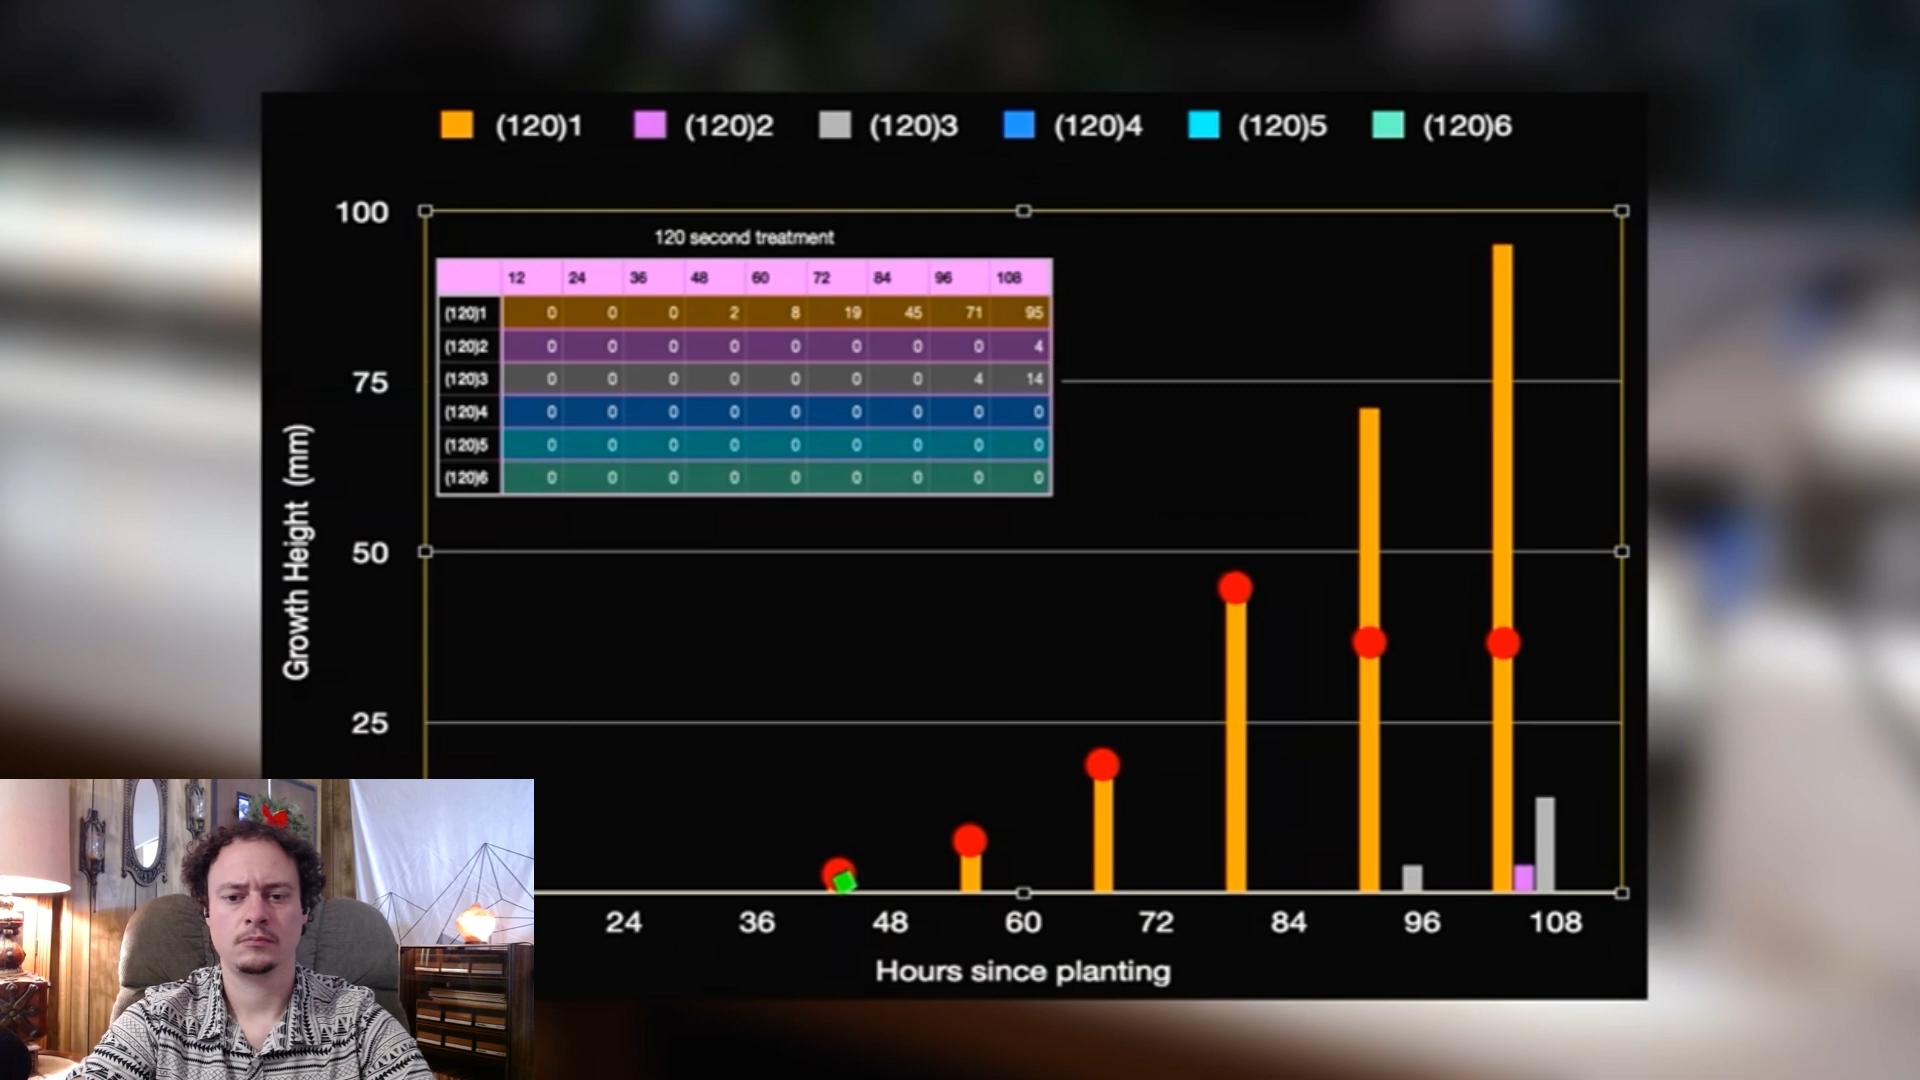 (120)1 (120)2 (120)3 (120)4 (120)5 (120)6
100
120 second treatment
12 24 36 48 60 72 84 96 108
(120)1 0 0 0 2 8 19 45 71 95
(120)2 0 0 0 0 0 0 0 0 4
(120)3 0 0 0 0 0 0 0 4 14
(120)4 0 0 0 0 0 0 0 0 0
(120)5 0 0 0 0 0 0 0 0 0
(120)6 0 0 0 0 0 0 0 0 0
75
50
25
Growth Height (mm)
24 36 48 60 72 84 96 108
Hours since planting